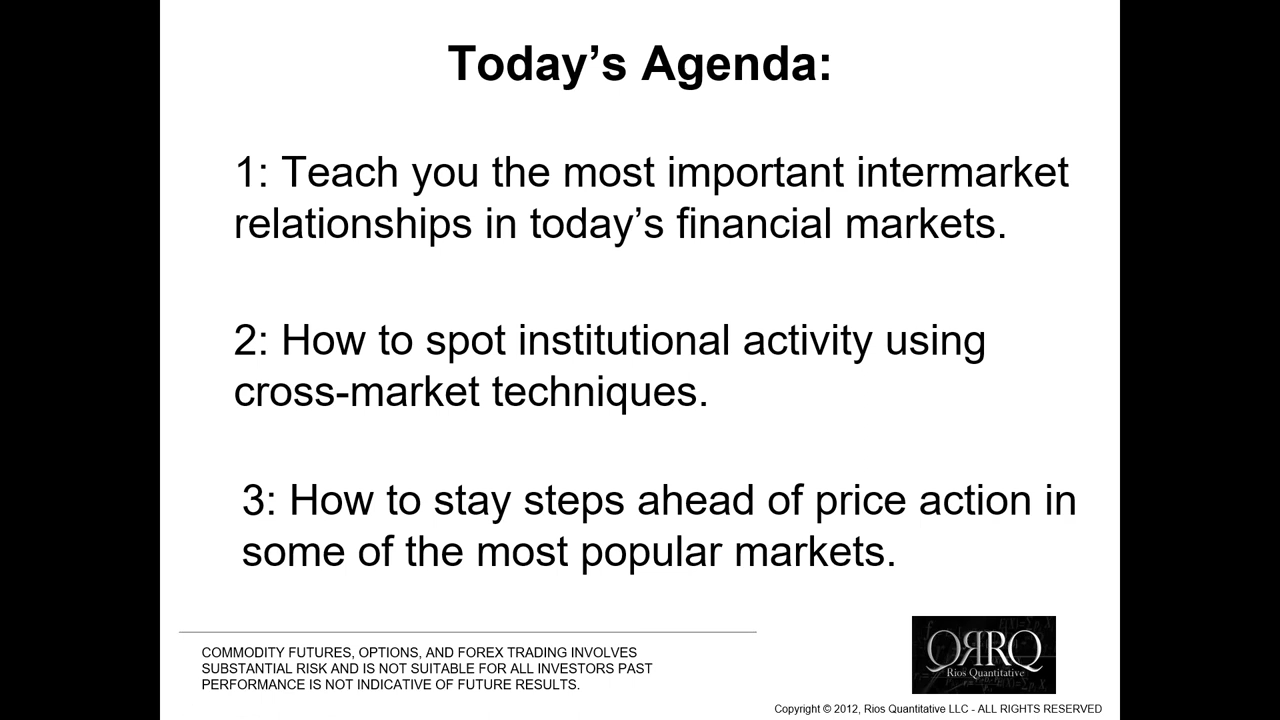 Today’s Agenda:
1: Teach you the most important intermarket
relationships in today’s financial markets.
2: How to spot institutional activity using
cross-market techniques.
3: How to stay steps ahead of price action in
some of the most popular markets.
COMMODITY FUTURES, OPTIONS, AND FOREX TRADING INVOLVES
SUBSTANTIAL RISK AND IS NOT SUITABLE FOR ALL INVESTORS PAST
PERFORMANCE IS NOT INDICATIVE OF FUTURE RESULTS.
Rios Quantitative
Copyright © 2012, Rios Quantitative LLC - ALL RIGHTS RESERVED